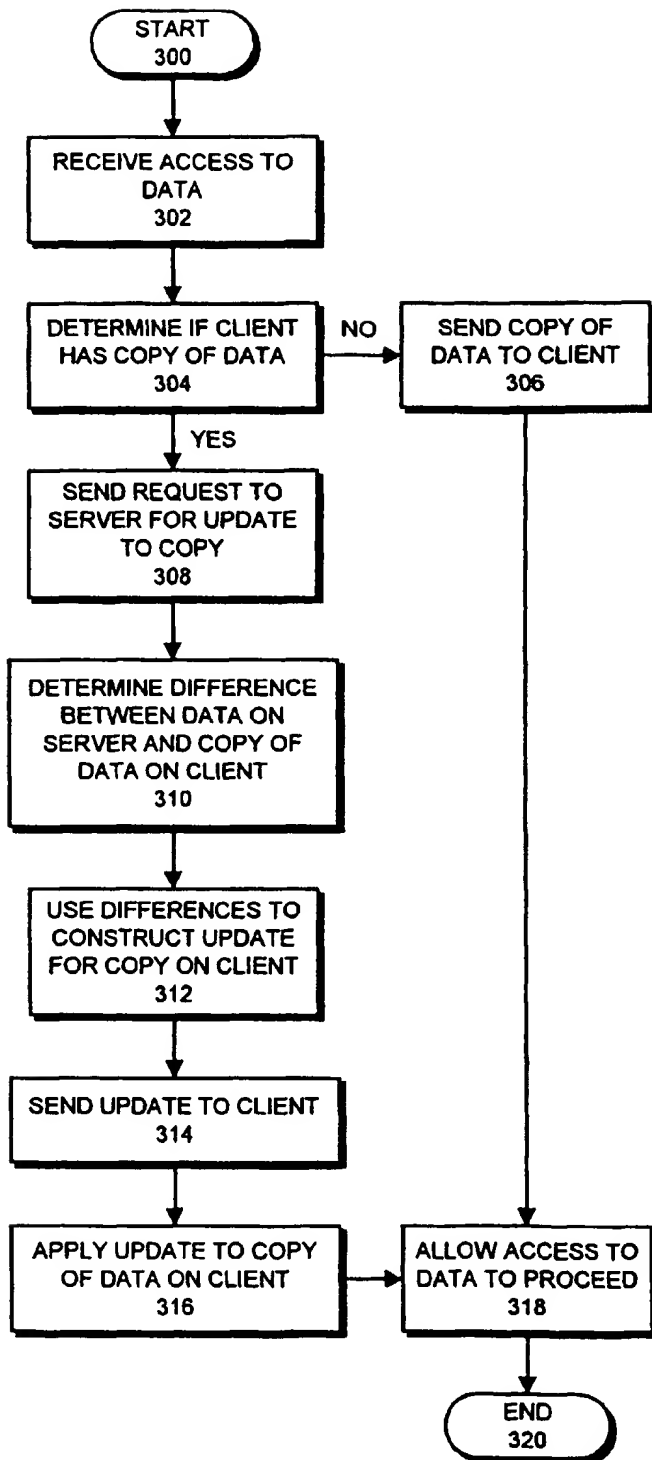 START
300
RECEIVE ACCESS TO
DATA
302
DETERMINE IF CLIENT
HAS COPY OF DATA
304
NO
SEND COPY OF
DATA TO CLIENT
306
YES
SEND REQUEST TO
SERVER FOR UPDATE
TO COPY
308
DETERMINE DIFFERENCE
BETWEEN DATA ON
SERVER AND COPY OF
DATA ON CLIENT
310
USE DIFFERENCES TO
CONSTRUCT UPDATE
FOR COPY ON CLIENT
312
SEND UPDATE TO CLIENT
314
APPLY UPDATE TO COPY
OF DATA ON CLIENT
316
ALLOW ACCESS TO
DATA TO PROCEED
318
END
320